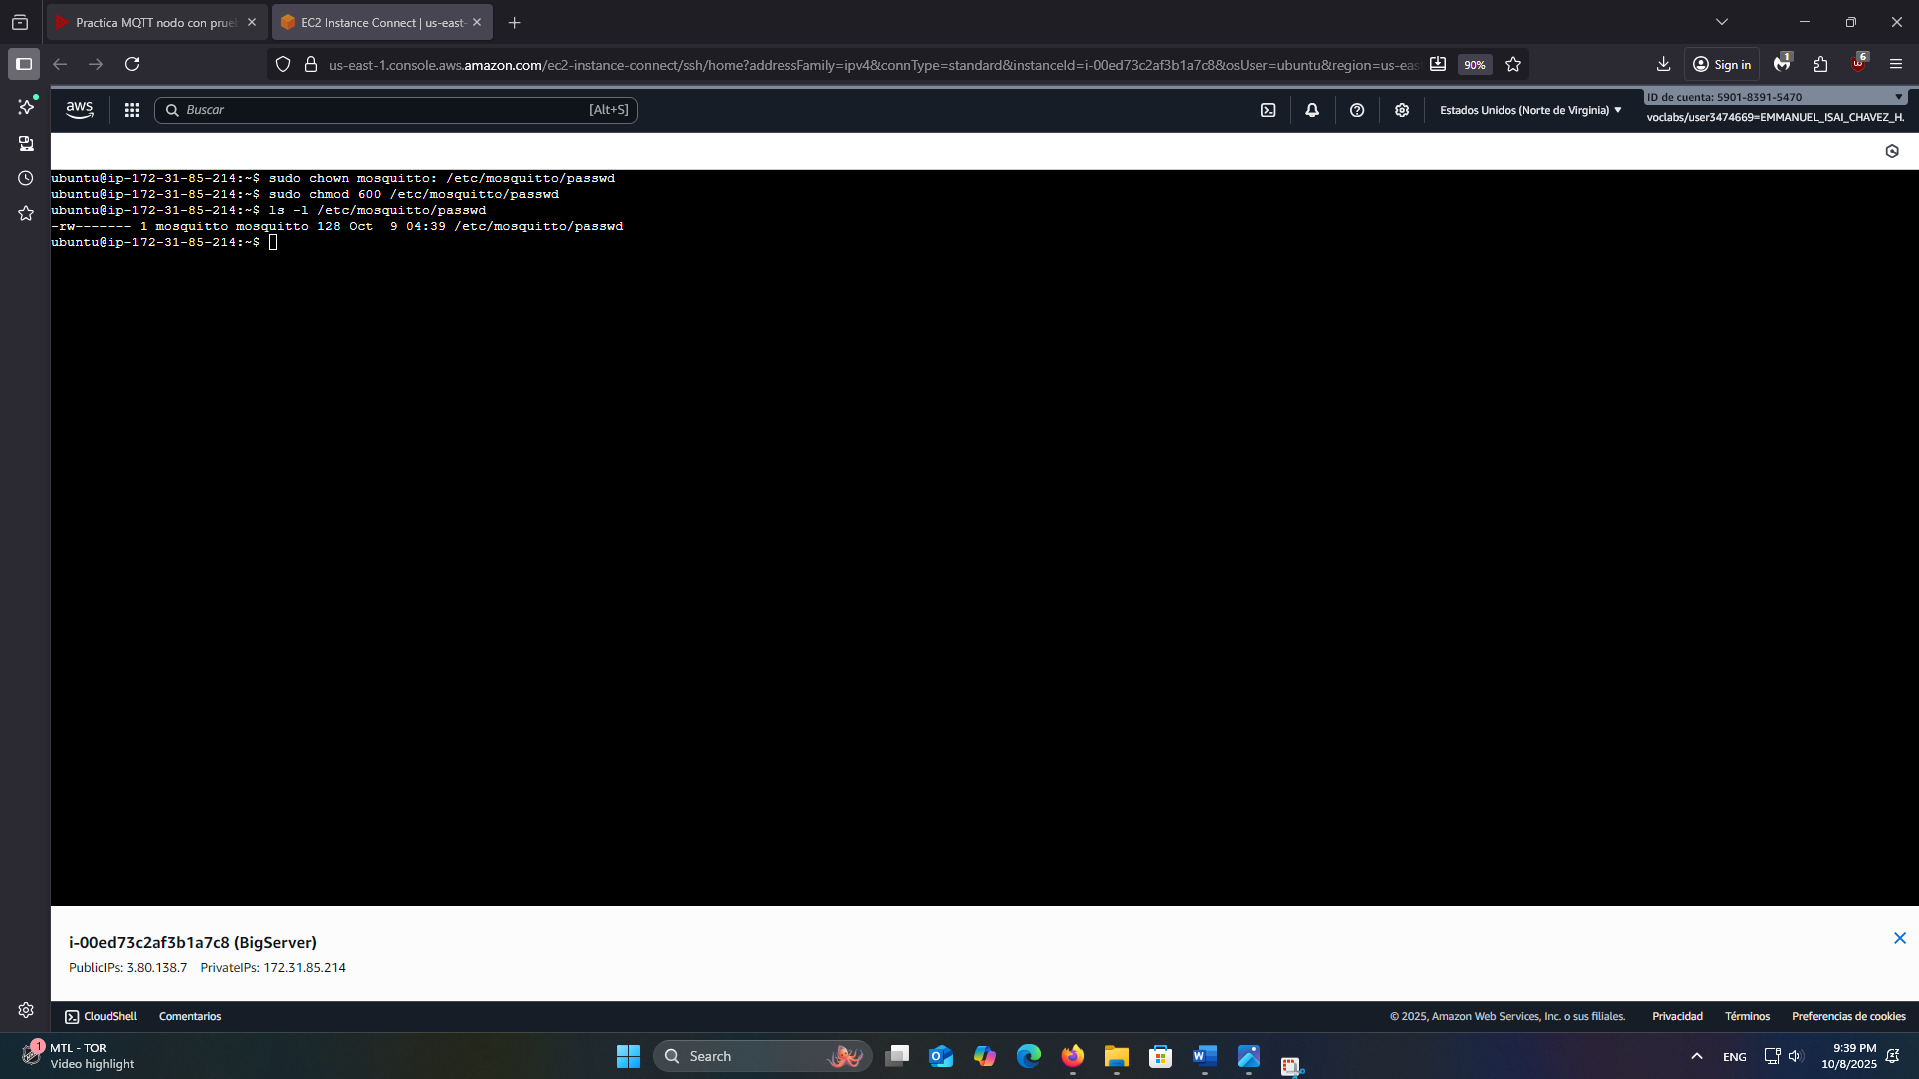 Practica MQTT nodo con prue
EC2 Instance Connect | us-east-
us-east-1.console.aws.amazon.com/ec2-instance-connect/ssh/home?addressFamily=ipv4&connType=standard&instanceId=i-00ed73c2af3b1a7c8&osUser=ubuntu&region=us-eas
90%
Sign in
1
6
aws
Buscar
[Alt+S]
Estados Unidos (Norte de Virginia)
ID de cuenta: 5901-8391-5470
voclabs/user3474669=EMMANUEL_ISAI_CHAVEZ_H.
ubuntu@ip-172-31-85-214:~$ sudo chown mosquitto: /etc/mosquitto/passwd
ubuntu@ip-172-31-85-214:~$ sudo chmod 600 /etc/mosquitto/passwd
ubuntu@ip-172-31-85-214:~$ ls -l /etc/mosquitto/passwd
-rw------- 1 mosquitto mosquitto 128 Oct  9 04:39 /etc/mosquitto/passwd
ubuntu@ip-172-31-85-214:~$
i-00ed73c2af3b1a7c8 (BigServer)
PublicIPs: 3.80.138.7 PrivateIPs: 172.31.85.214
CloudShell
Comentarios
© 2025, Amazon Web Services, Inc. o sus filiales.
Privacidad
Términos
Preferencias de cookies
1
MTL - TOR
Video highlight
Search
ENG
9:39 PM
10/8/2025